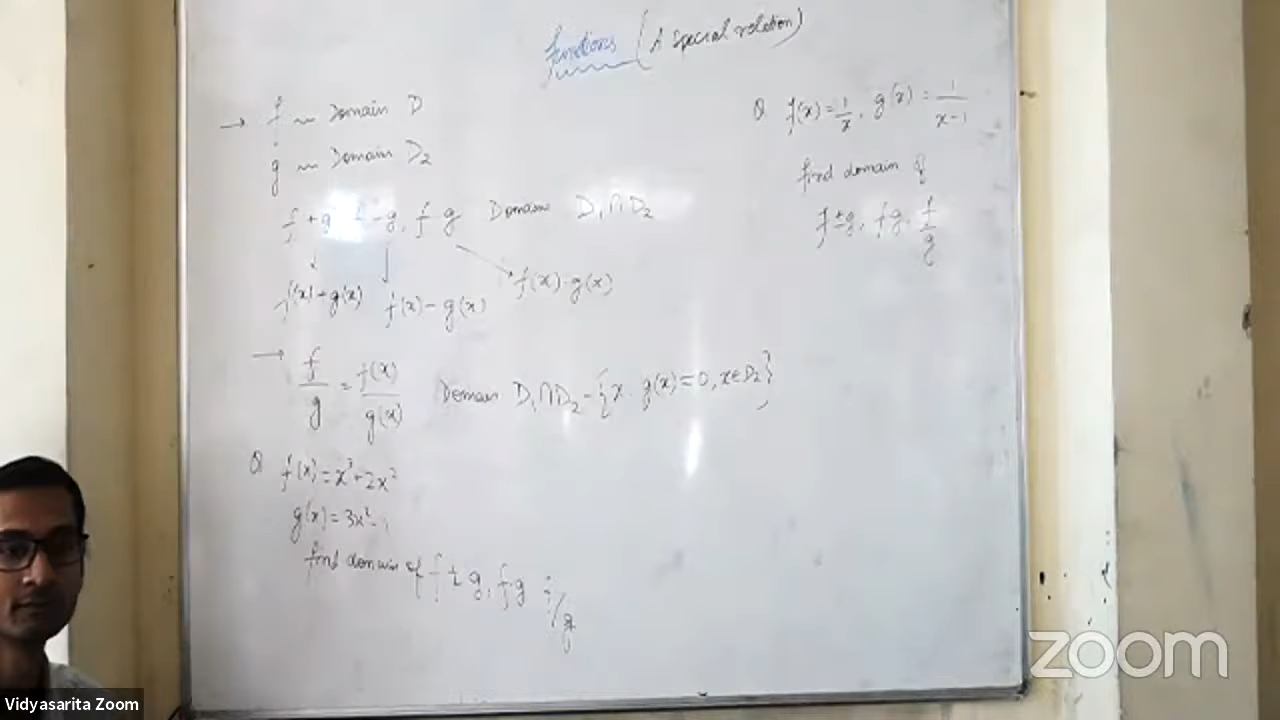 functions (A special relation)
→ f ~ Domain D
g ~ Domain D₂
f + g, f - g, f g Domain D₁∩D₂
f(x) + g(x) f(x) - g(x) f(x)·g(x)
→ f/g = f(x)/g(x) Domain D₁∩D₂ - {x. g(x) = 0, x∈D₂}
Q f(x) = x³+2x²
g(x) = 3x² -
find domain of f ± g, f·g f/g
Q f(x) = 1/x, g(x) = 1/(x-1)
find domain of
f±g, fg, f/g
zoom
Vidyasarita Zoom